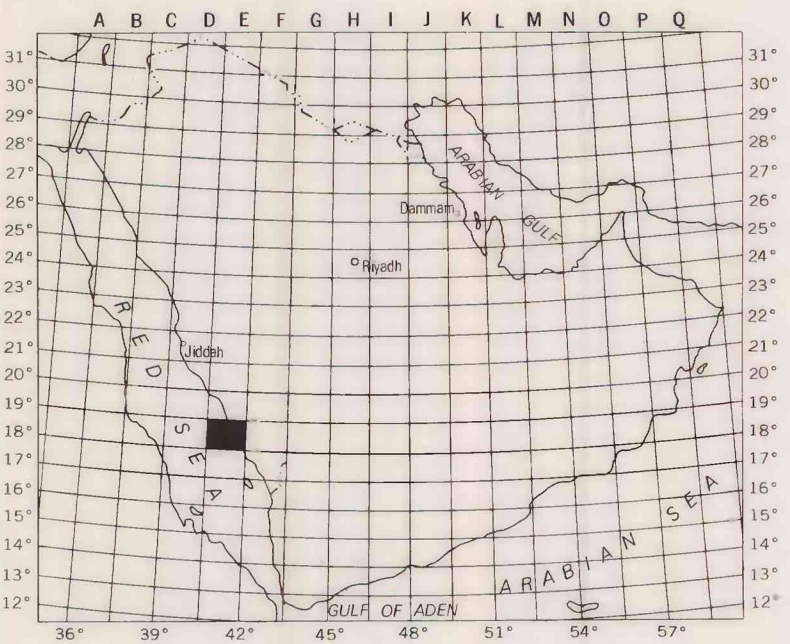 A B C D E F G H I J K L M N O P Q
31° 31°
30° 30°
29° 29°
28° 28°
27° 27°
26° 26°
25° 25°
24° 24°
23° 23°
22° 22°
21° 21°
20° 20°
19° 19°
18° 18°
17° 17°
16° 16°
15° 15°
14° 14°
13° 13°
12° 12°
ARABIAN
GULF
Dammam
Riyadh
Jiddah
RED
SEA
ARABIAN SEA
GULF OF ADEN
36° 39° 42° 45° 48° 51° 54° 57°